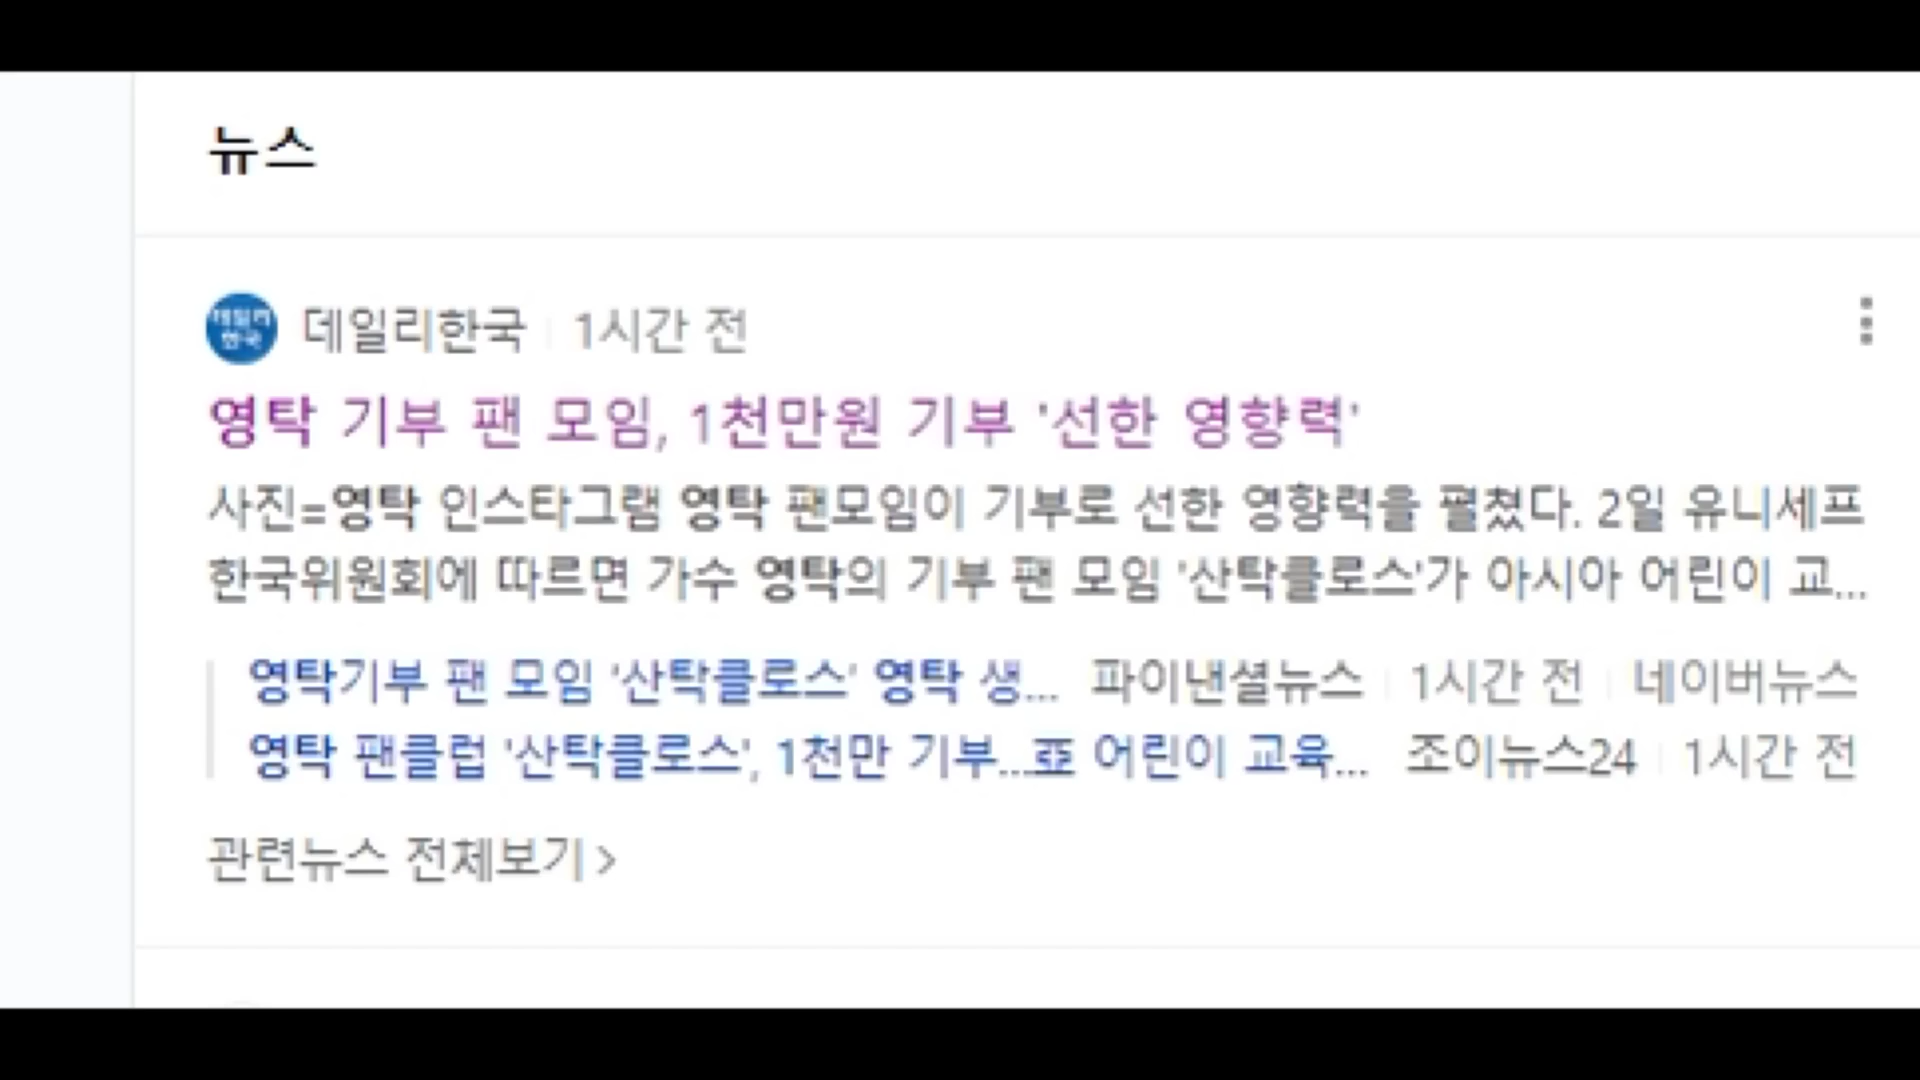 뉴스
데일리
한국
데일리한국 1시간 전
영탁 기부 팬 모임, 1천만원 기부 '선한 영향력'
사진=영탁 인스타그램 영탁 팬모임이 기부로 선한 영향력을 펼쳤다. 2일 유니세프
한국위원회에 따르면 가수 영탁의 기부 팬 모임 '산탁클로스'가 아시아 어린이 교...
영탁기부 팬 모임 '산탁클로스' 영탁 생... 파이낸셜뉴스 1시간 전 네이버뉴스
영탁 팬클럽 '산탁클로스', 1천만 기부...亞 어린이 교육... 조이뉴스24 1시간 전
관련뉴스 전체보기 >